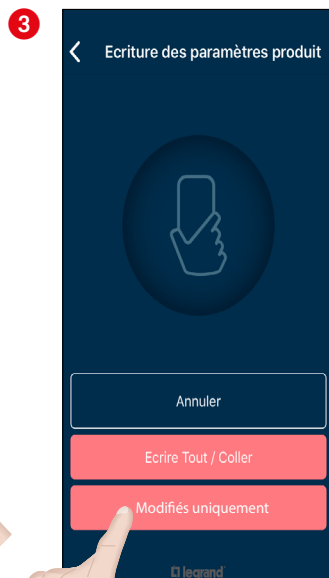 3
Ecriture des paramètres produit
Annuler
Ecrire Tout / Coller
Modifiés uniquement
legrand